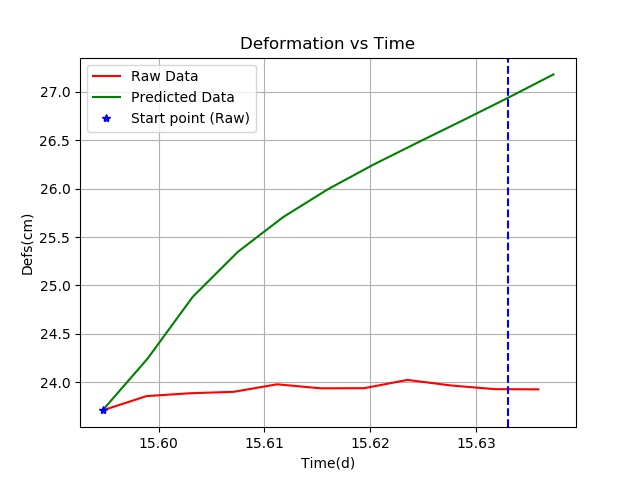 Deformation vs Time
Raw Data
Predicted Data
Start point (Raw)
27.0
26.5
26.0
25.5
25.0
24.5
24.0
Defs(cm)
15.60 15.61 15.62 15.63
Time(d)